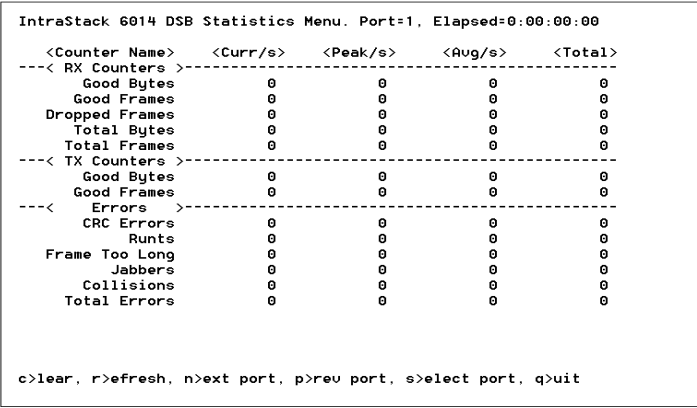 IntraStack 6014 DSB Statistics Menu. Port=1, Elapsed=0:00:00:00
<Counter Name> <Curr/s> <Peak/s> <Avg/s> <Total>
---< RX Counters >-------------------------------------------------------
Good Bytes 0 0 0 0
Good Frames 0 0 0 0
Dropped Frames 0 0 0 0
Total Bytes 0 0 0 0
Total Frames 0 0 0 0
---< TX Counters >-------------------------------------------------------
Good Bytes 0 0 0 0
Good Frames 0 0 0 0
---< Errors >-------------------------------------------------------
CRC Errors 0 0 0 0
Runts 0 0 0 0
Frame Too Long 0 0 0 0
Jabbers 0 0 0 0
Collisions 0 0 0 0
Total Errors 0 0 0 0
c>lear, r>efresh, n>ext port, p>rev port, s>elect port, q>uit